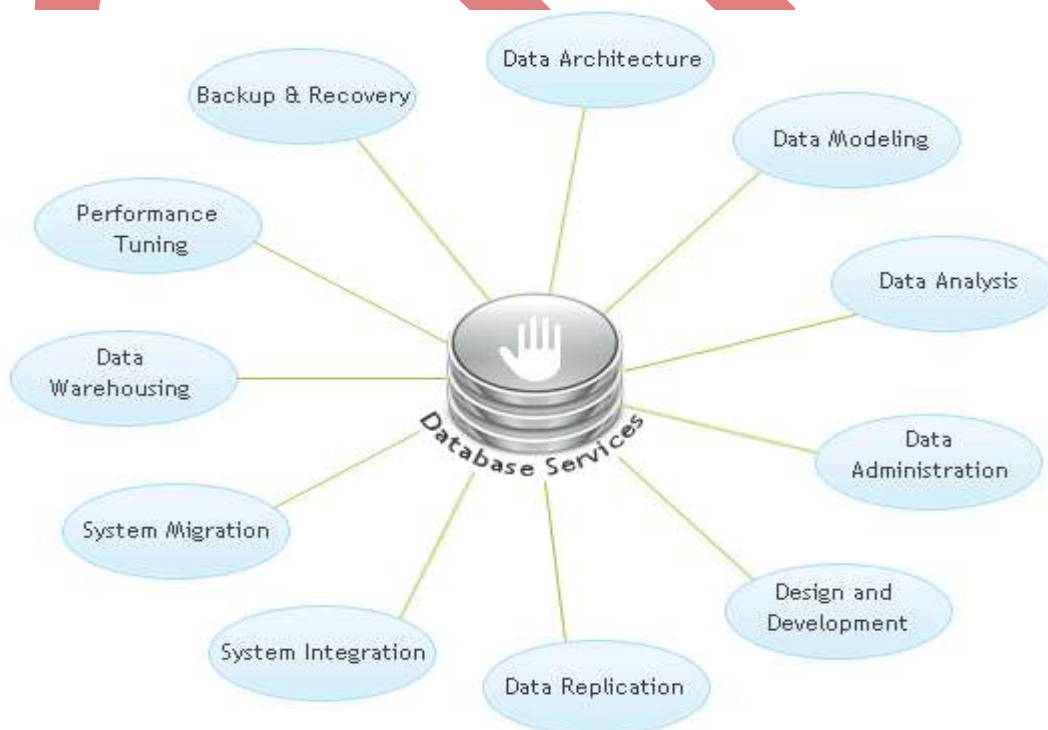 Data Architecture
Backup & Recovery
Data Modeling
Performance
Tuning
Data Analysis
Data
Warehousing
Database Services
Data
Administration
System Migration
Design and
Development
System Integration
Data Replication